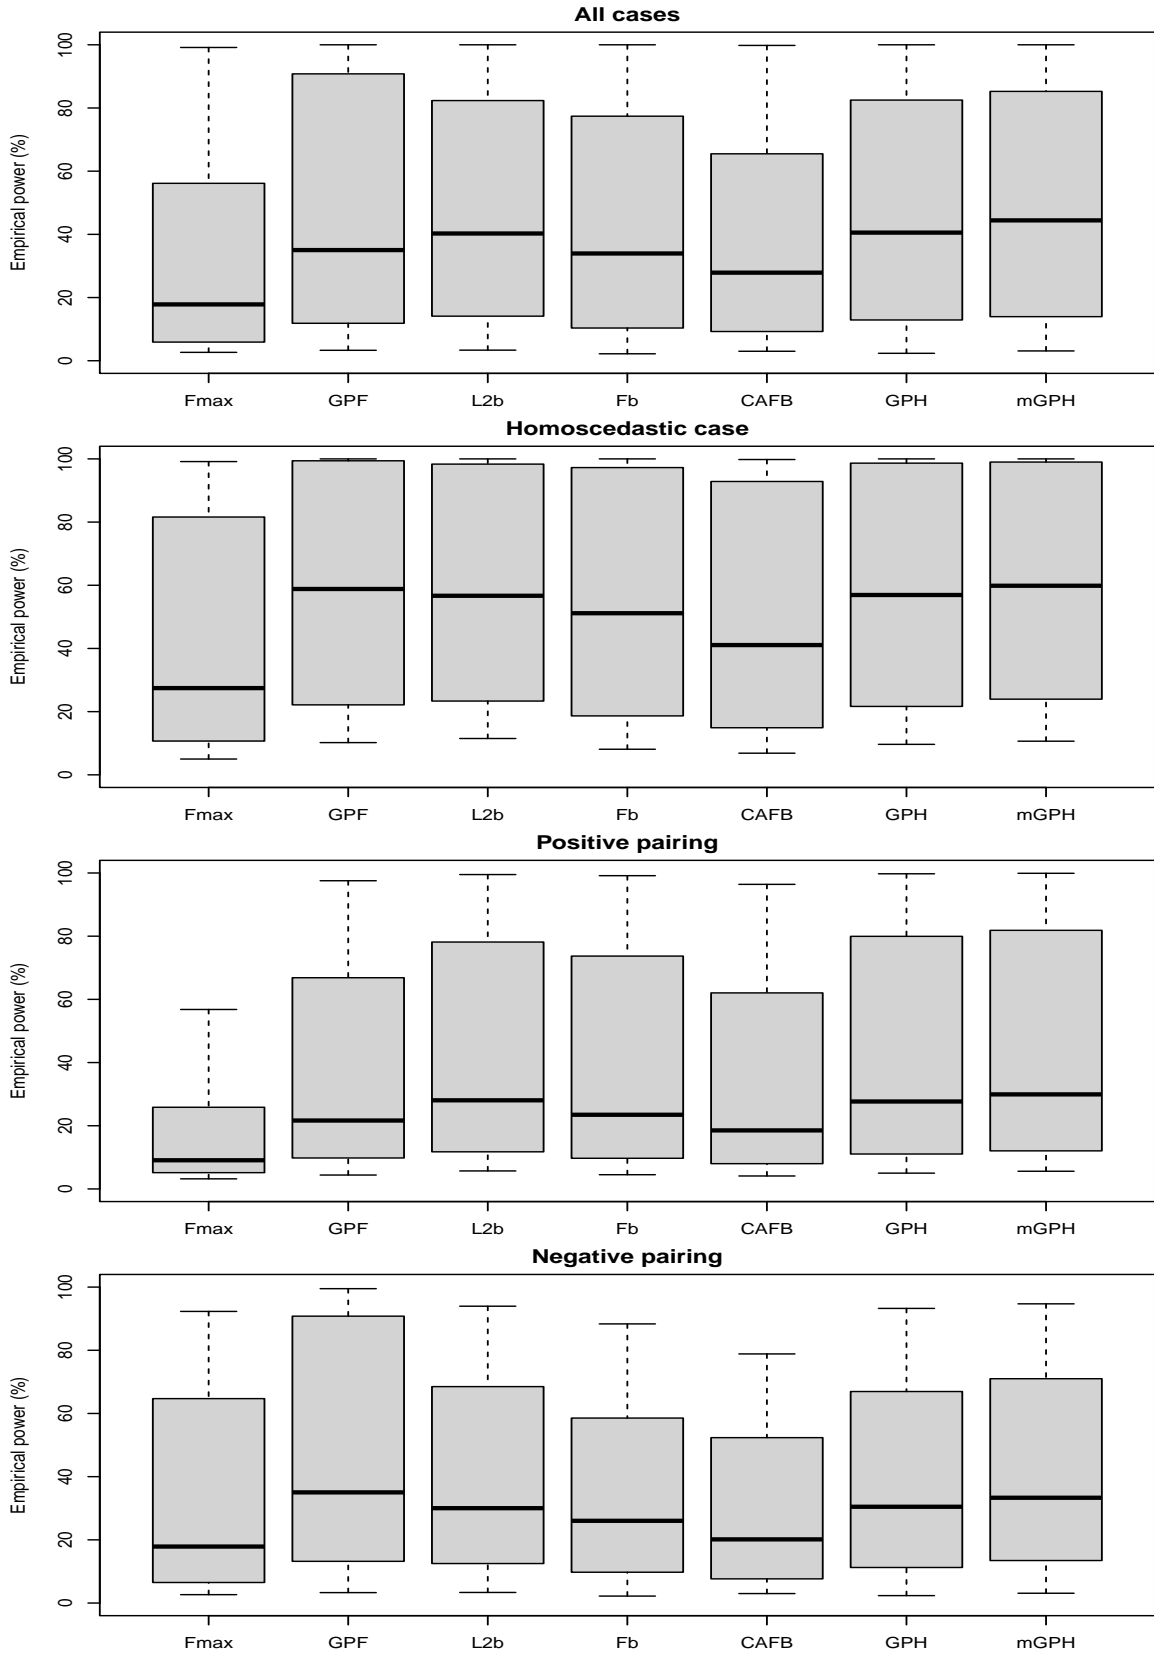 All cases
Empirical power (%)
0 20 40 60 80 100
Fmax GPF L2b Fb CAFB GPH mGPH
Homoscedastic case
Empirical power (%)
0 20 40 60 80 100
Fmax GPF L2b Fb CAFB GPH mGPH
Positive pairing
Empirical power (%)
0 20 40 60 80 100
Fmax GPF L2b Fb CAFB GPH mGPH
Negative pairing
Empirical power (%)
0 20 40 60 80 100
Fmax GPF L2b Fb CAFB GPH mGPH